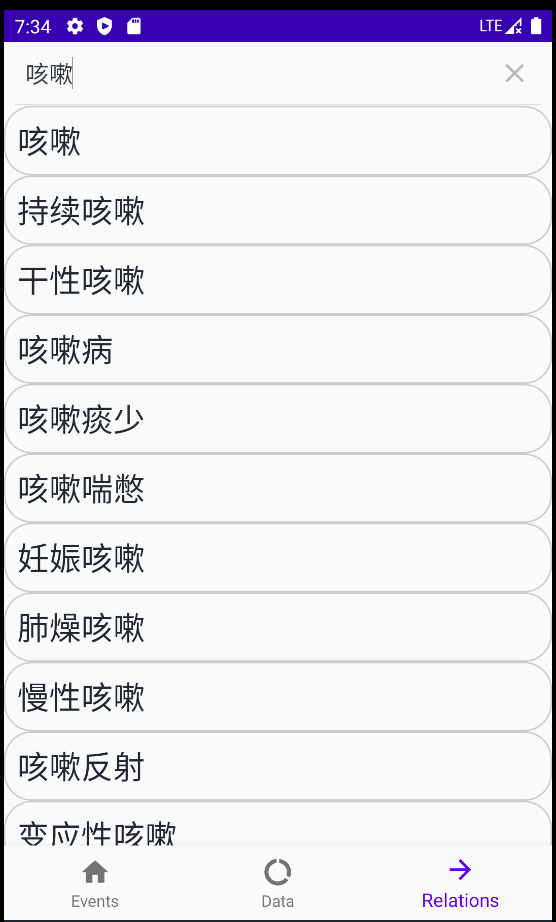 7:34
LTE
咳嗽
咳嗽
持续咳嗽
干性咳嗽
咳嗽病
咳嗽痰少
咳嗽喘憋
妊娠咳嗽
肺燥咳嗽
慢性咳嗽
咳嗽反射
变应性咳嗽
Events
Data
Relations